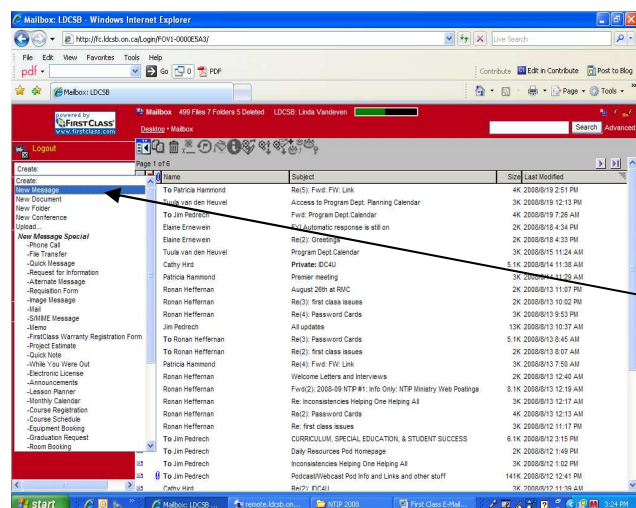 Mailbox: LDCSB - Windows Internet Explorer
http://fc.ldcsb.on.ca/Login/FOV1-0000E5A3/
Live Search
File Edit View Favorites Tools Help
pdf Go 0 PDF
Contribute Edit in Contribute Post to Blog
Mailbox: LDCSB
Page Tools
powered by
FIRSTCLASS
www.firstclass.com
Mailbox 499 Files 7 Folders 5 Deleted LDCSB: Linda Vandeven
Desktop • Mailbox
Search Advanced
Logout
Page 1 of 6
Create:
Create:
New Message
New Document
New Folder
New Conference
Upload...
New Message Special
-Phone Call
-File Transfer
-Quick Message
-Request for Information
-Alternate Message
-Requisition Form
-Image Message
-Mail
-S/MIME Message
-Memo
-FirstClass Warranty Registration Form
-Project Estimate
-Quick Note
-While You Were Out
-Electronic License
-Announcements
-Lesson Planner
-Monthly Calendar
-Course Registration
-Course Schedule
-Equipment Booking
-Graduation Request
-Room Booking
Name Subject Size Last Modified
To Patricia Hammond Re(5): Fwd: FW: Link 4K 2008/8/19 2:51 PM
Tuula van den Heuvel Access to Program Dept. Planning Calendar 3K 2008/8/19 12:13 PM
To Jim Pedrech Fwd: Program Dept.Calendar 4K 2008/8/19 7:26 AM
Elaine Ernewein FYI Automatic response is still on 2K 2008/8/18 4:34 PM
Elaine Ernewein Re(2): Greetings 2K 2008/8/18 4:33 PM
Tuula van den Heuvel Program Dept.Calendar 3K 2008/8/15 11:24 AM
Cathy Hird Private: IDC4U 5.1K 2008/8/14 11:38 AM
Patricia Hammond Premier meeting 3K 2008/8/14 11:29 AM
Ronan Heffernan August 26th at RMC 2K 2008/8/13 11:07 PM
Ronan Heffernan Re(3): first class issues 2K 2008/8/13 10:02 PM
Ronan Heffernan Re(4): Password Cards 3K 2008/8/13 9:53 PM
Jim Pedrech All updates 13K 2008/8/13 10:37 AM
To Ronan Heffernan Re(3): Password Cards 5.1K 2008/8/13 8:45 AM
To Ronan Heffernan Re(2): first class issues 2K 2008/8/13 8:07 AM
Patricia Hammond Re(4): Fwd: FW: Link 3K 2008/8/13 7:50 AM
Ronan Heffernan Welcome Letters and Interviews 2K 2008/8/13 12:40 AM
Ronan Heffernan Fwd(2): 2008-09 NTIP #1: Info Only: NTIP Ministry Web Postings 8.1K 2008/8/13 12:19 AM
Ronan Heffernan Re: Inconsistencies Helping One Helping All 3K 2008/8/13 12:17 AM
Ronan Heffernan Re(2): Password Cards 4K 2008/8/13 12:13 AM
Ronan Heffernan Re: first class issues 2K 2008/8/12 11:17 PM
To Jim Pedrech CURRICULUM, SPECIAL EDUCATION, & STUDENT SUCCESS 6.1K 2008/8/12 3:15 PM
To Jim Pedrech Daily Resources Pod Homepage 2K 2008/8/12 1:49 PM
To Jim Pedrech Inconsistencies Helping One Helping All 3K 2008/8/12 1:02 PM
To Jim Pedrech Podcast/Webcast Pod Info and Links and other stuff 141K 2008/8/12 12:41 PM
Cathy Hird Re(2): IDC4U 3K 2008/8/12 11:39 AM
start
Mailbox: LDCSB ...
remote.ldcsb.on...
NTIP 2008
First Class E-Mail...
3:24 PM